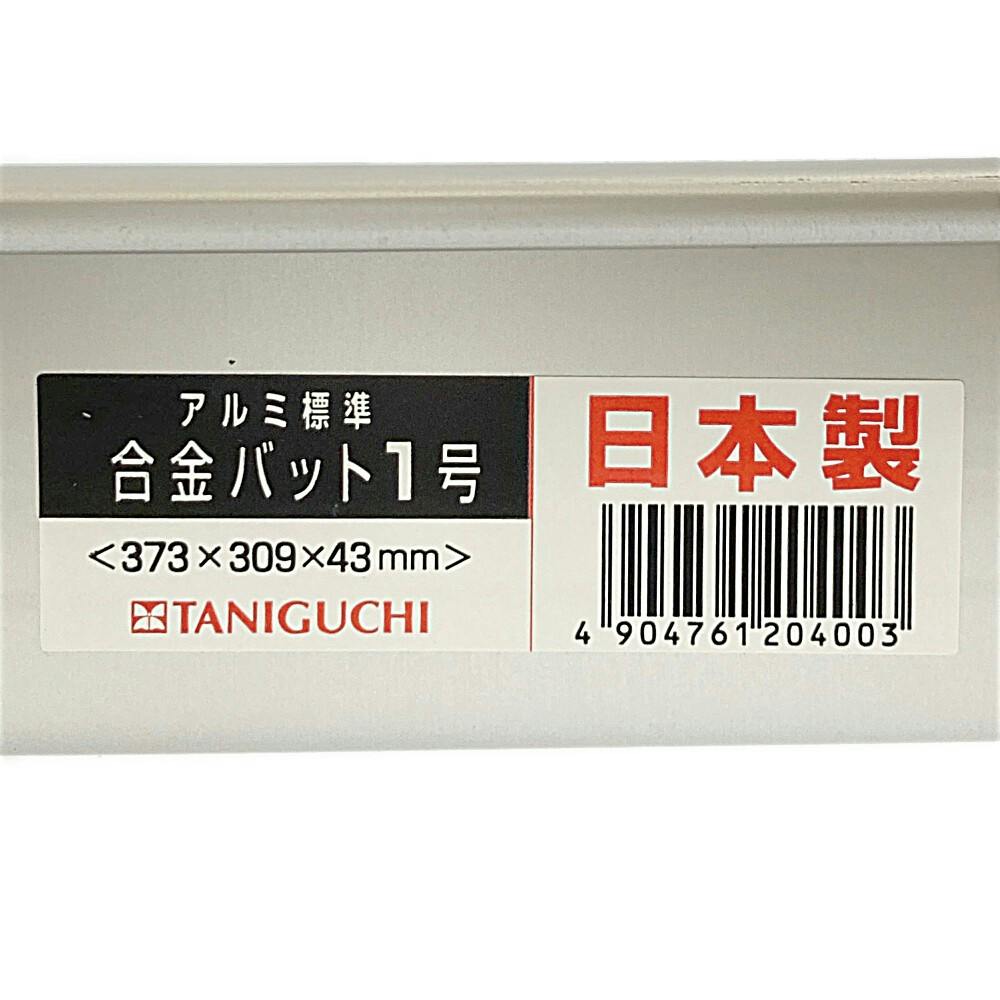 アルミ標準
合金バット1号
<373×309×43mm>
TANIGUCHI
日本製
4 904761 204003